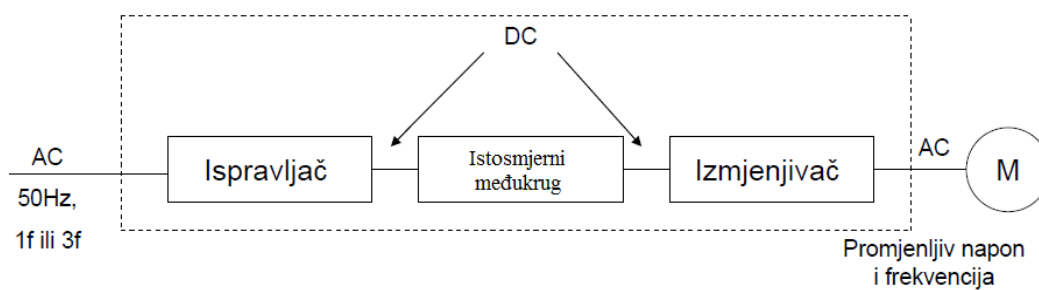 DC
AC
50Hz,
1f ili 3f
Ispravljač
Istosmjerni
međukrug
Izmjenjivač
AC
M
Promjenljiv napon
i frekvencija